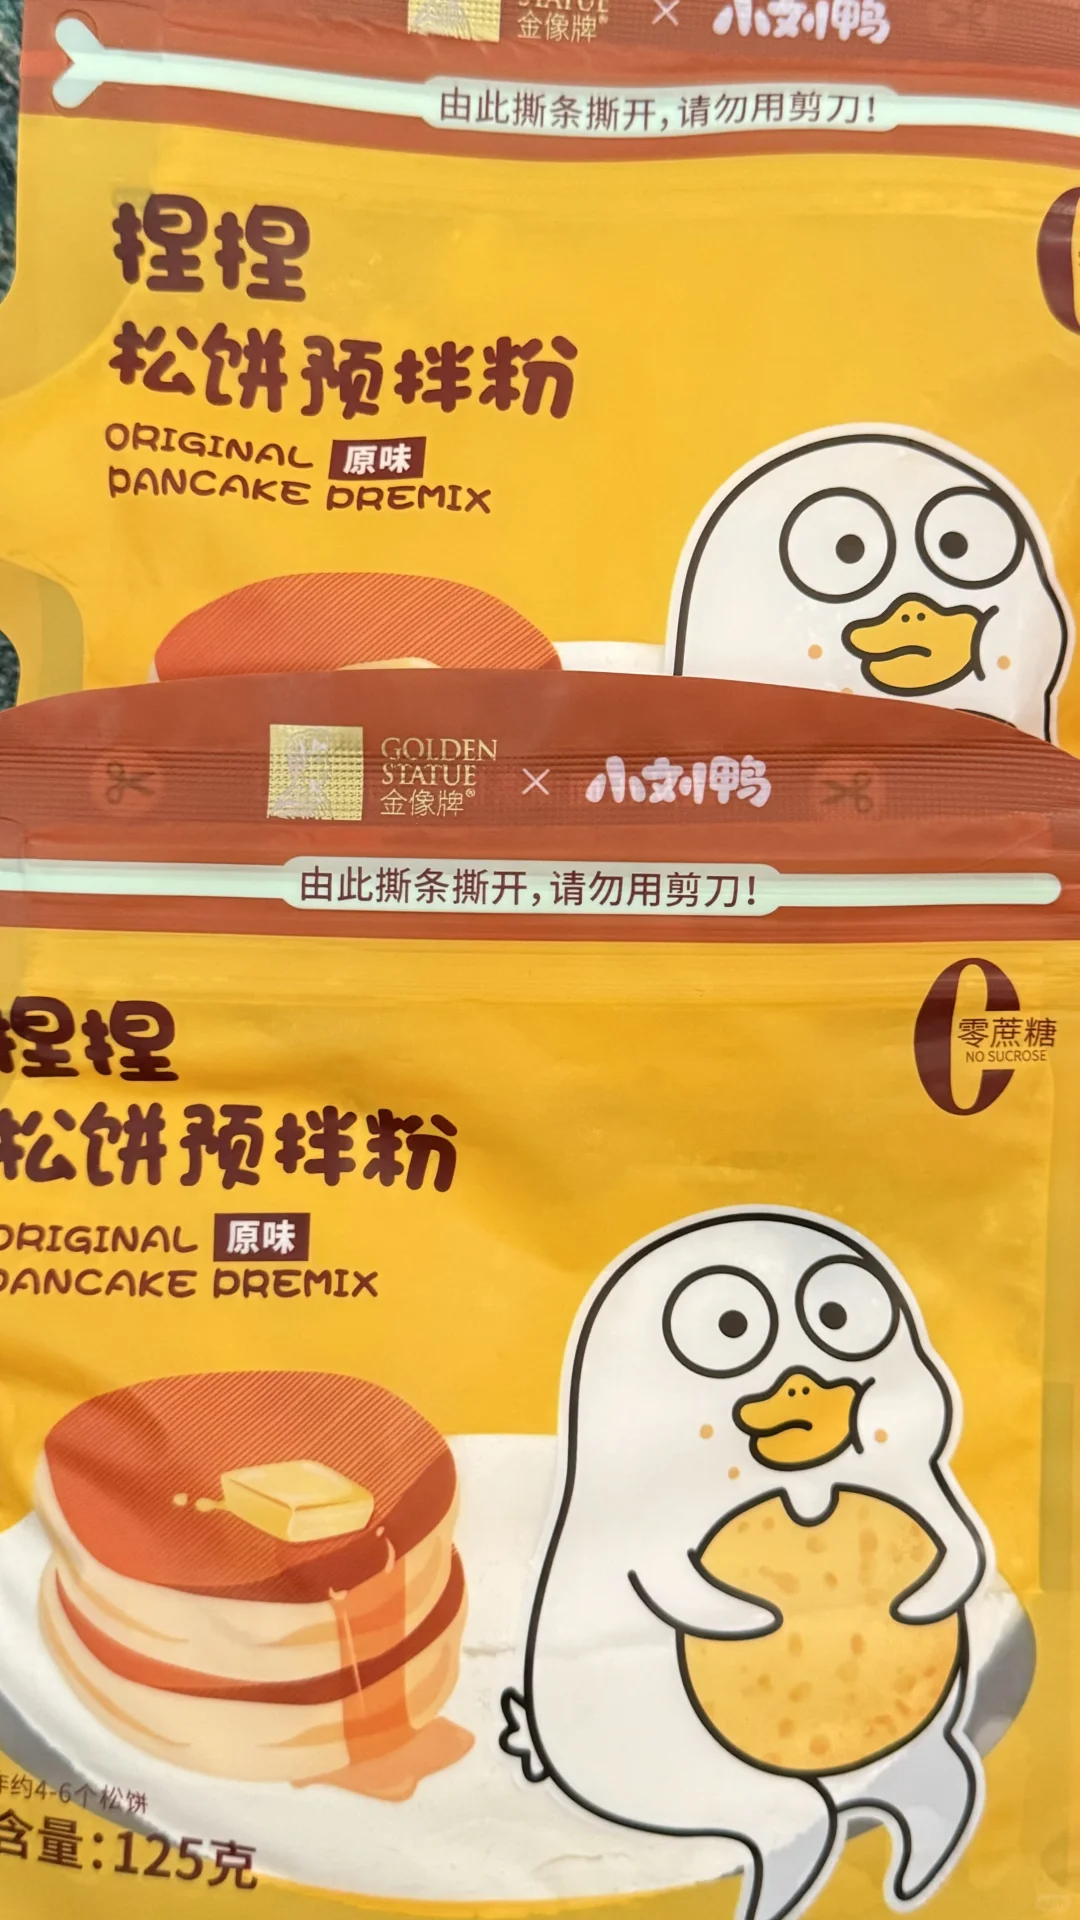 STATUE
金像牌®
×
小刘鸭
由此撕条撕开，请勿用剪刀！
捏捏
松饼预拌粉
ORIGINAL 原味
PANCAKE PREMIX
GOLDEN
STATUE
金像牌®
×
小刘鸭
由此撕条撕开，请勿用剪刀！
零蔗糖
NO SUCROSE
捏捏
松饼预拌粉
ORIGINAL 原味
PANCAKE PREMIX
作约4-6个松饼
含量：125克